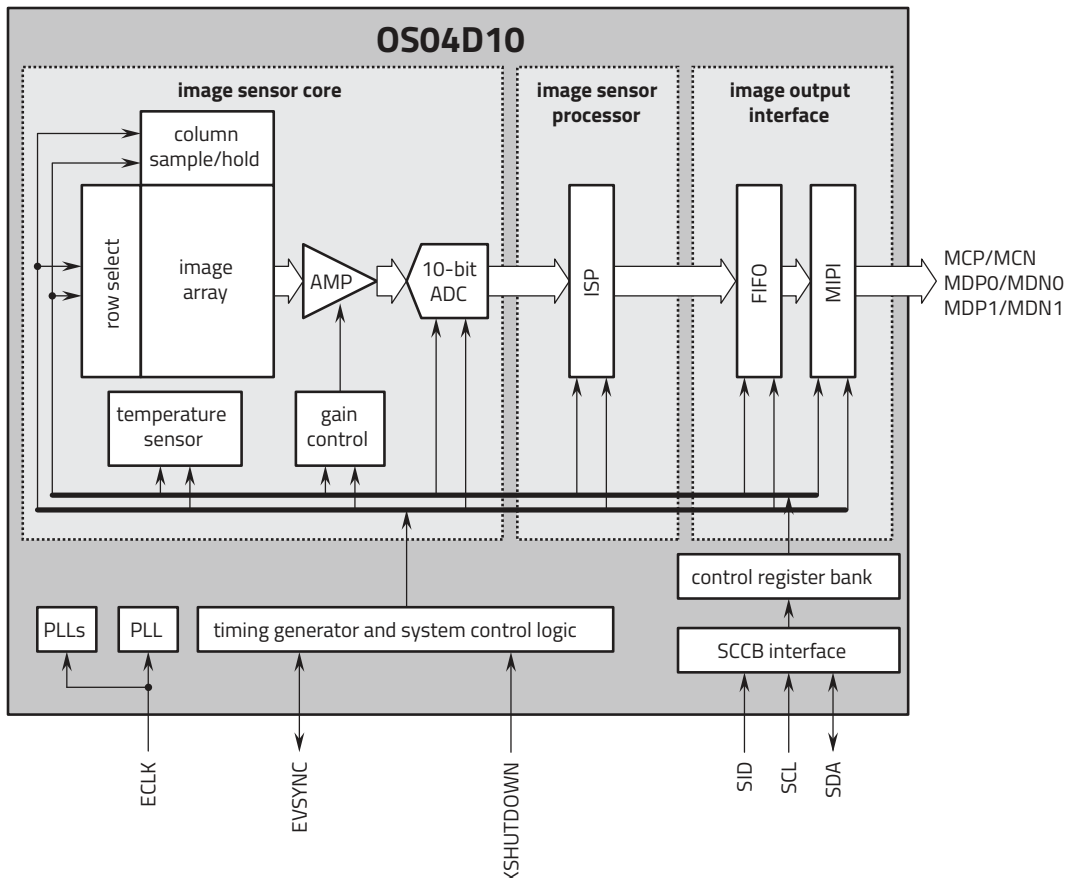 OS04D10
image sensor core
image sensor
processor
image output
interface
column
sample/hold
row select
image
array
AMP
10-bit
ADC
ISP
FIFO
MIPI
MCP/MCN
MDP0/MDN0
MDP1/MDN1
temperature
sensor
gain
control
control register bank
PLLs
PLL
timing generator and system control logic
SCCB interface
ECLK
EVSYNC
XSHUTDOWN
SID
SCL
SDA